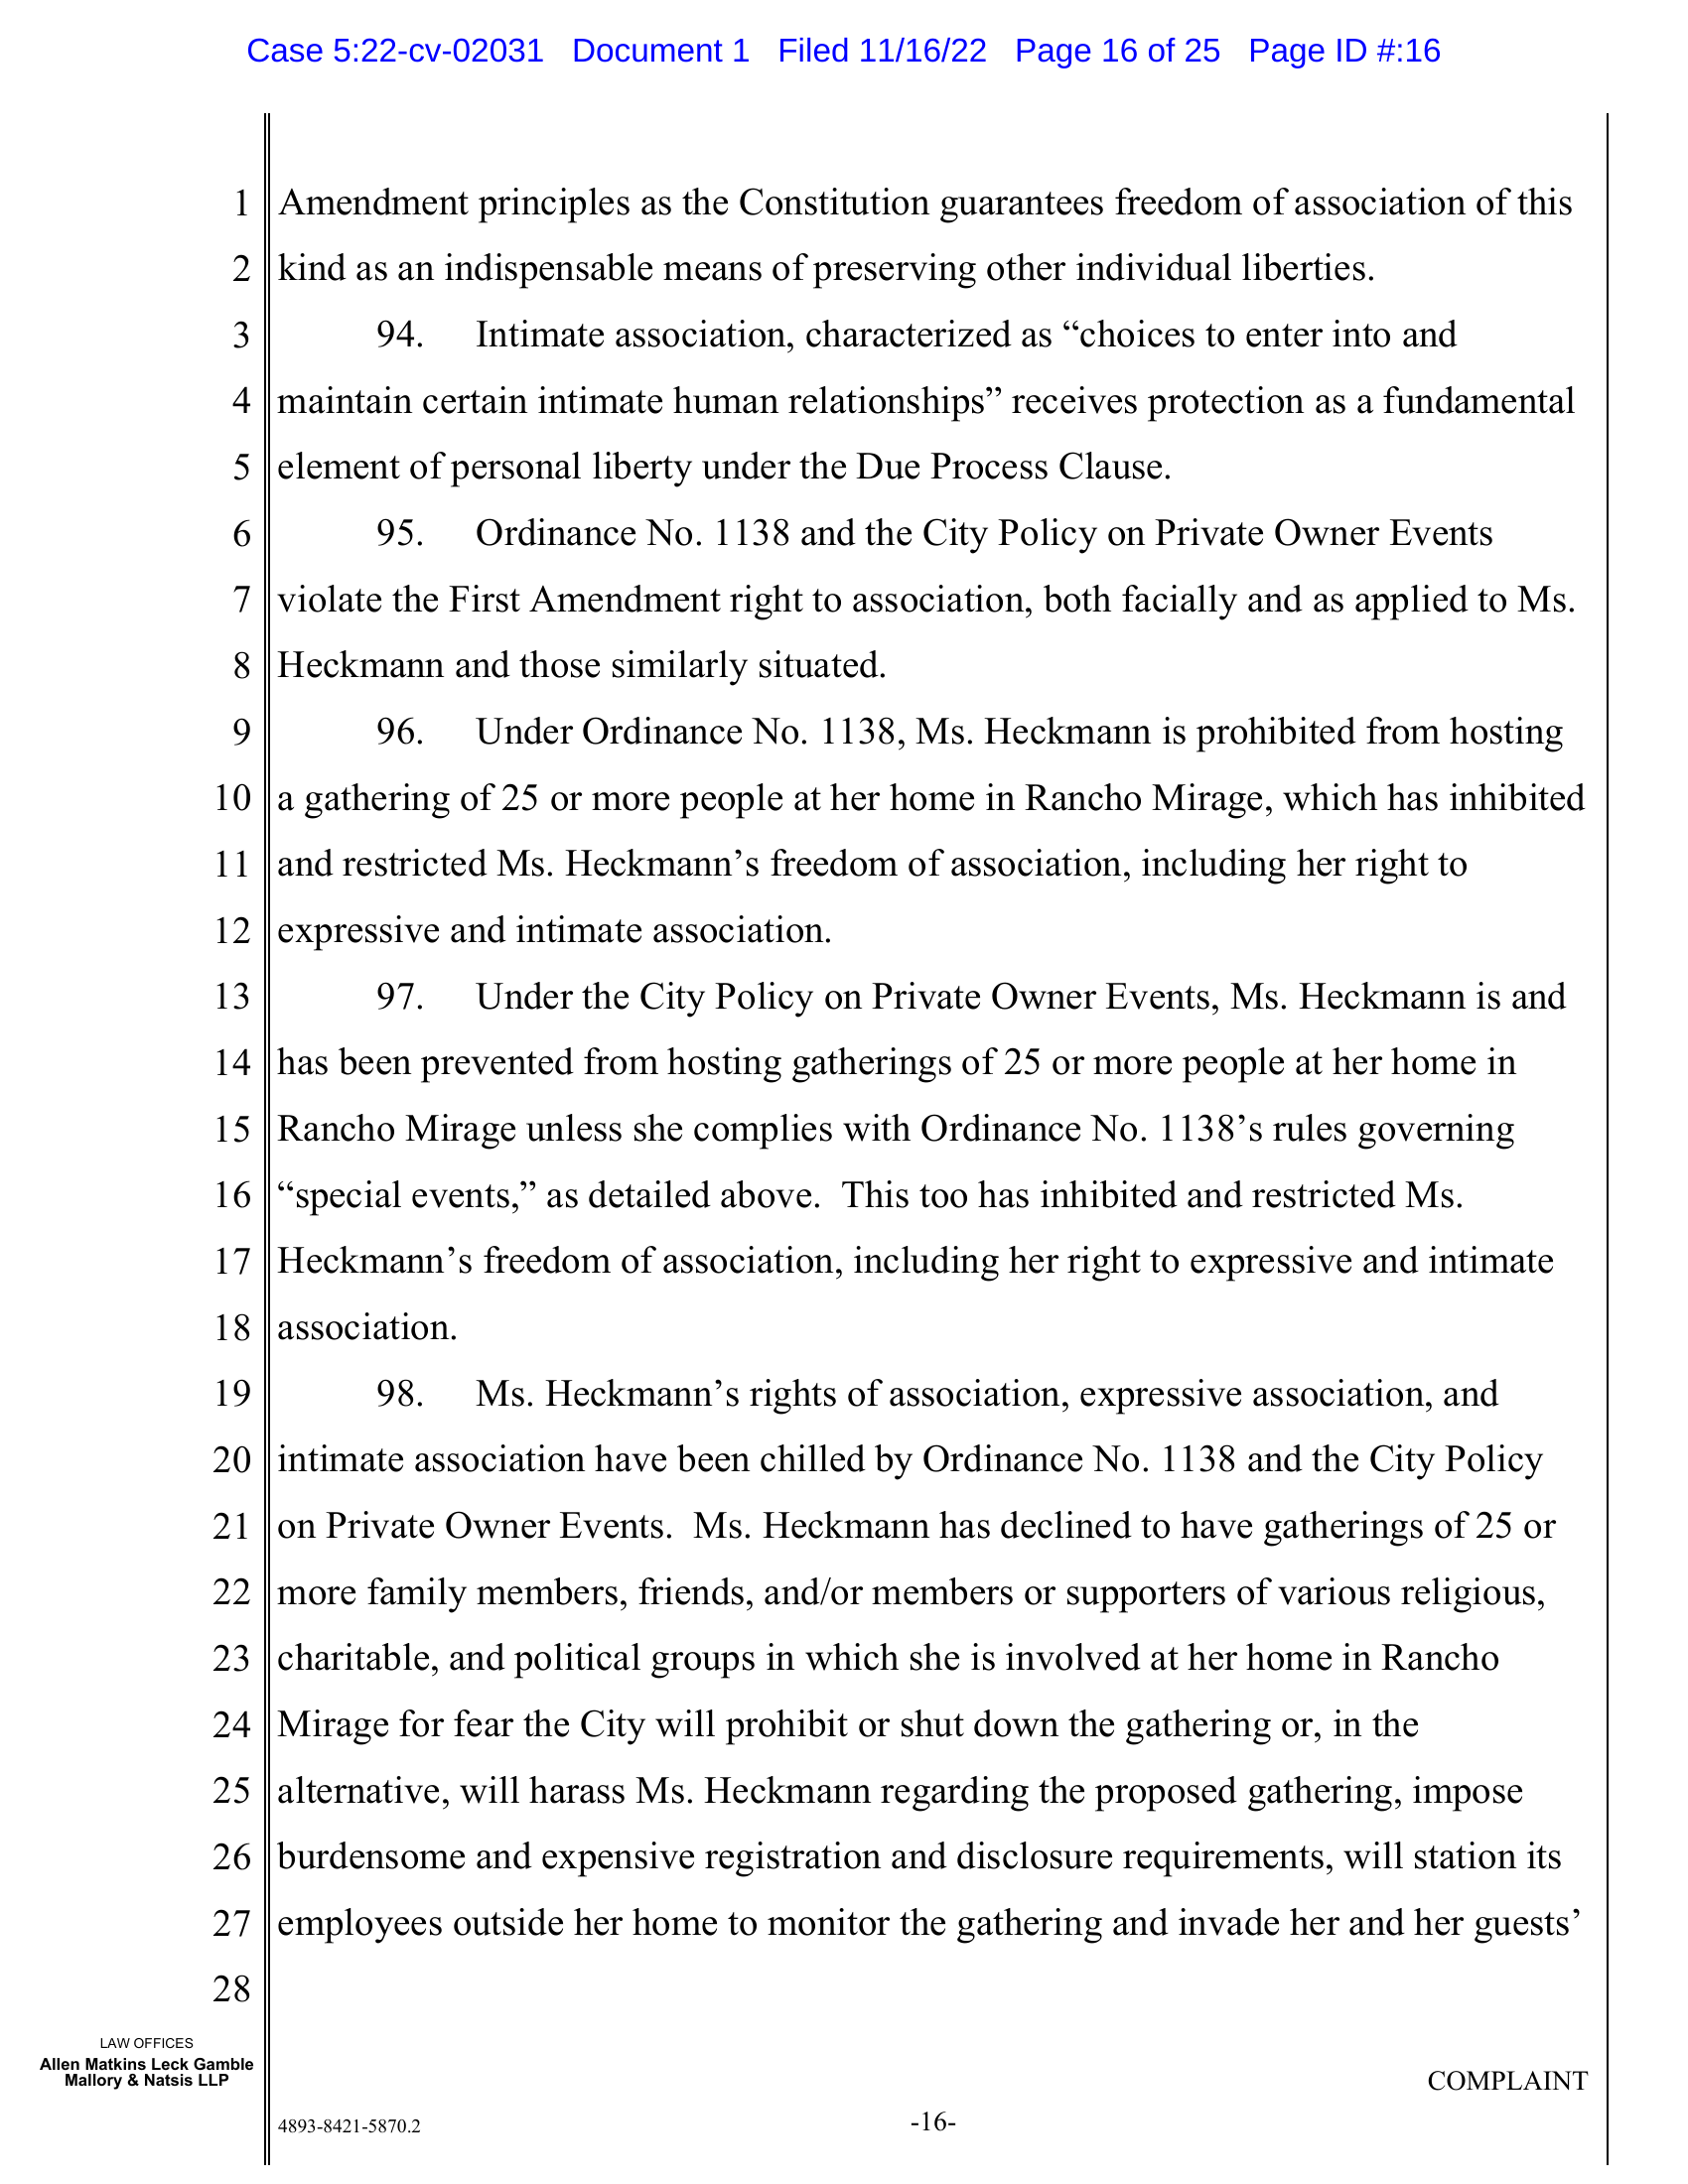 Case 5:22-cv-02031 Document 1 Filed 11/16/22 Page 16 of 25 Page ID #:16
1 Amendment principles as the Constitution guarantees freedom of association of this
2 kind as an indispensable means of preserving other individual liberties.
3 94. Intimate association, characterized as “choices to enter into and
4 maintain certain intimate human relationships” receives protection as a fundamental
5 element of personal liberty under the Due Process Clause.
6 95. Ordinance No. 1138 and the City Policy on Private Owner Events
7 violate the First Amendment right to association, both facially and as applied to Ms.
8 Heckmann and those similarly situated.
9 96. Under Ordinance No. 1138, Ms. Heckmann is prohibited from hosting
10 a gathering of 25 or more people at her home in Rancho Mirage, which has inhibited
11 and restricted Ms. Heckmann’s freedom of association, including her right to
12 expressive and intimate association.
13 97. Under the City Policy on Private Owner Events, Ms. Heckmann is and
14 has been prevented from hosting gatherings of 25 or more people at her home in
15 Rancho Mirage unless she complies with Ordinance No. 1138’s rules governing
16 “special events,” as detailed above. This too has inhibited and restricted Ms.
17 Heckmann’s freedom of association, including her right to expressive and intimate
18 association.
19 98. Ms. Heckmann’s rights of association, expressive association, and
20 intimate association have been chilled by Ordinance No. 1138 and the City Policy
21 on Private Owner Events. Ms. Heckmann has declined to have gatherings of 25 or
22 more family members, friends, and/or members or supporters of various religious,
23 charitable, and political groups in which she is involved at her home in Rancho
24 Mirage for fear the City will prohibit or shut down the gathering or, in the
25 alternative, will harass Ms. Heckmann regarding the proposed gathering, impose
26 burdensome and expensive registration and disclosure requirements, will station its
27 employees outside her home to monitor the gathering and invade her and her guests’
28
LAW OFFICES
Allen Matkins Leck Gamble
Mallory & Natsis LLP
COMPLAINT
4893-8421-5870.2
-16-